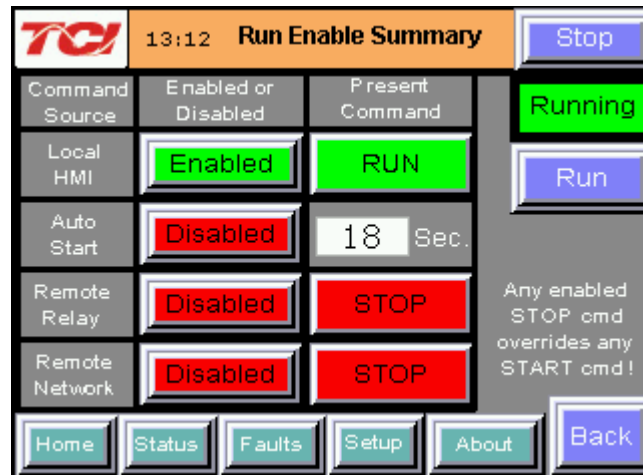 TCI 13:12 Run Enable Summary Stop
Command Source Enabled or Disabled Present Command Running
Local HMI Enabled RUN Run
Auto Start Disabled 18 Sec.
Remote Relay Disabled STOP
Remote Network Disabled STOP
Any enabled
STOP cmd
overrides any
START cmd!
Home Status Faults Setup About Back